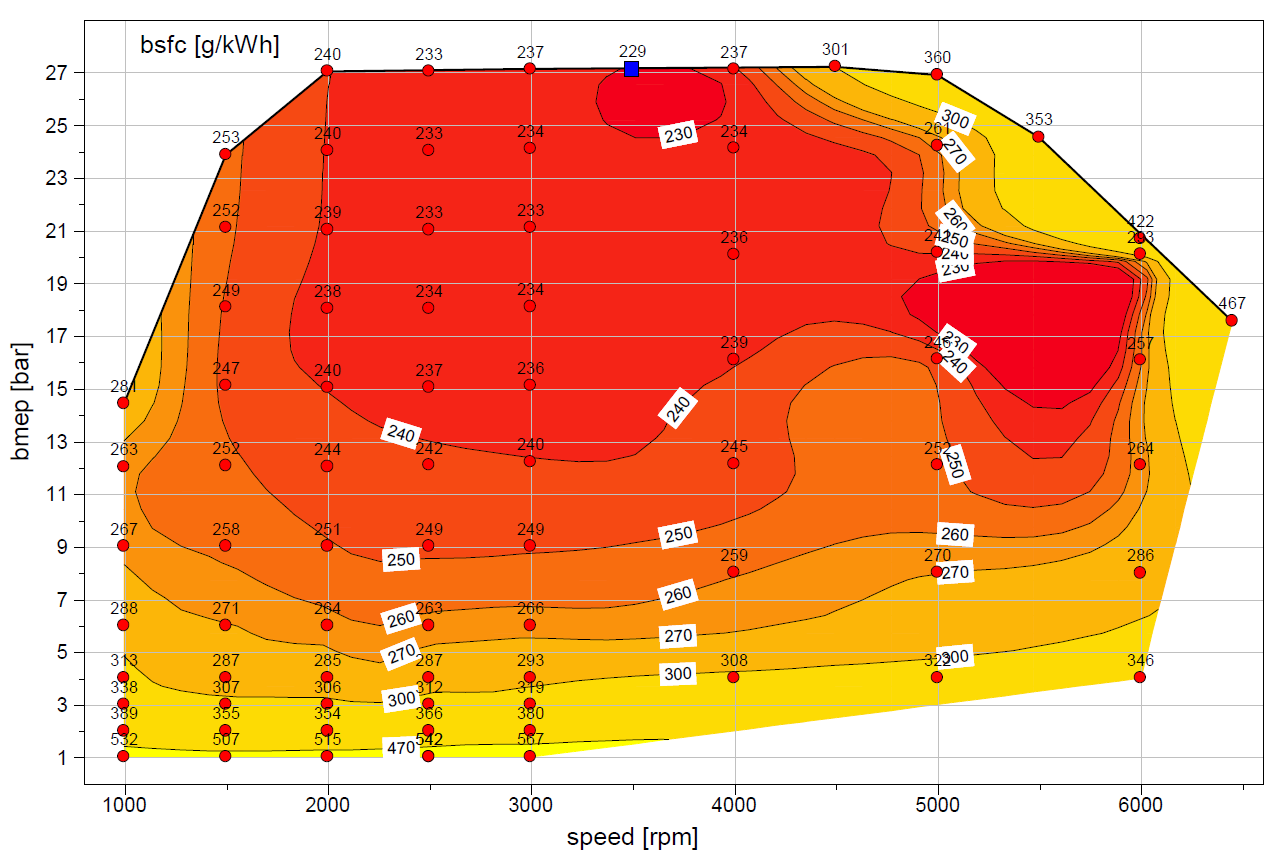 bsfc [g/kWh]
240 233 237 229 237 301 360
27
353
25 253 240 233 234 230 234 261 300
270
23
252 239 233 233 236 260 422
21 250
240
19 249 238 234 234 230 467
17 239 246 230 257
240
15 281 247 240 237 236 240
13 263 252 244 240 242 240 245 252 250 264
11
9 267 258 251 250 249 249 250 260
259 270 270 286
7 288 271 264 260 263 266 260
270
5 313 287 285 270 287 293 300 308 300 346
3 338 307 306 300 312 319
389 355 354 366 380
1 532 507 515 470 542 567
1000 2000 3000 4000 5000 6000
speed [rpm]
bmep [bar]